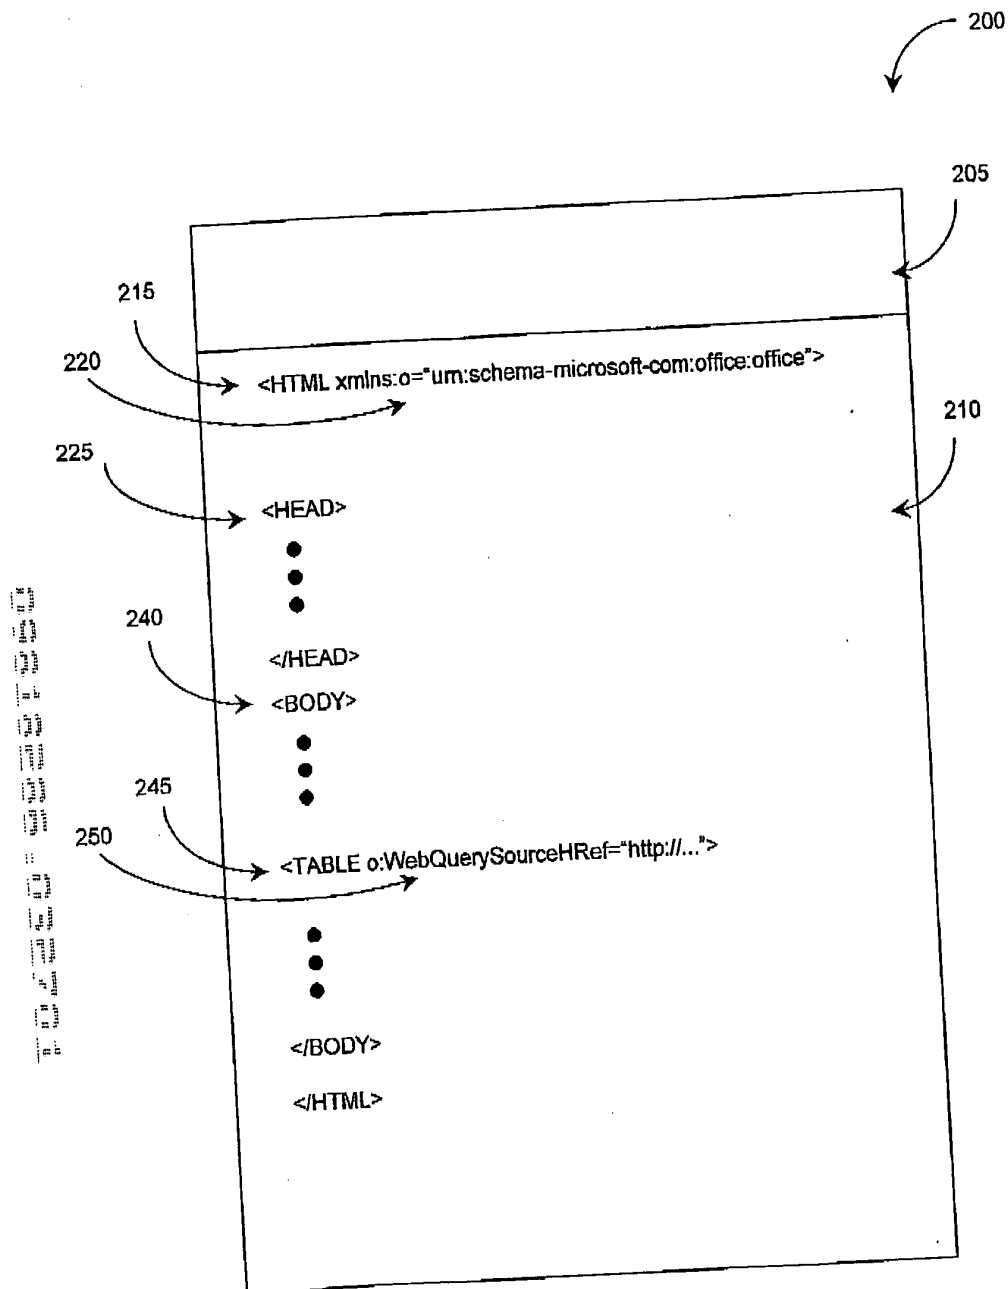 200
205
215
<HTML xmlns:o="urn:schema-microsoft-com:office:office">
220
210
225
<HEAD>
</HEAD>
240
<BODY>
245
<TABLE o:WebQuerySourceHRef="http://...">
250
</BODY>
</HTML>